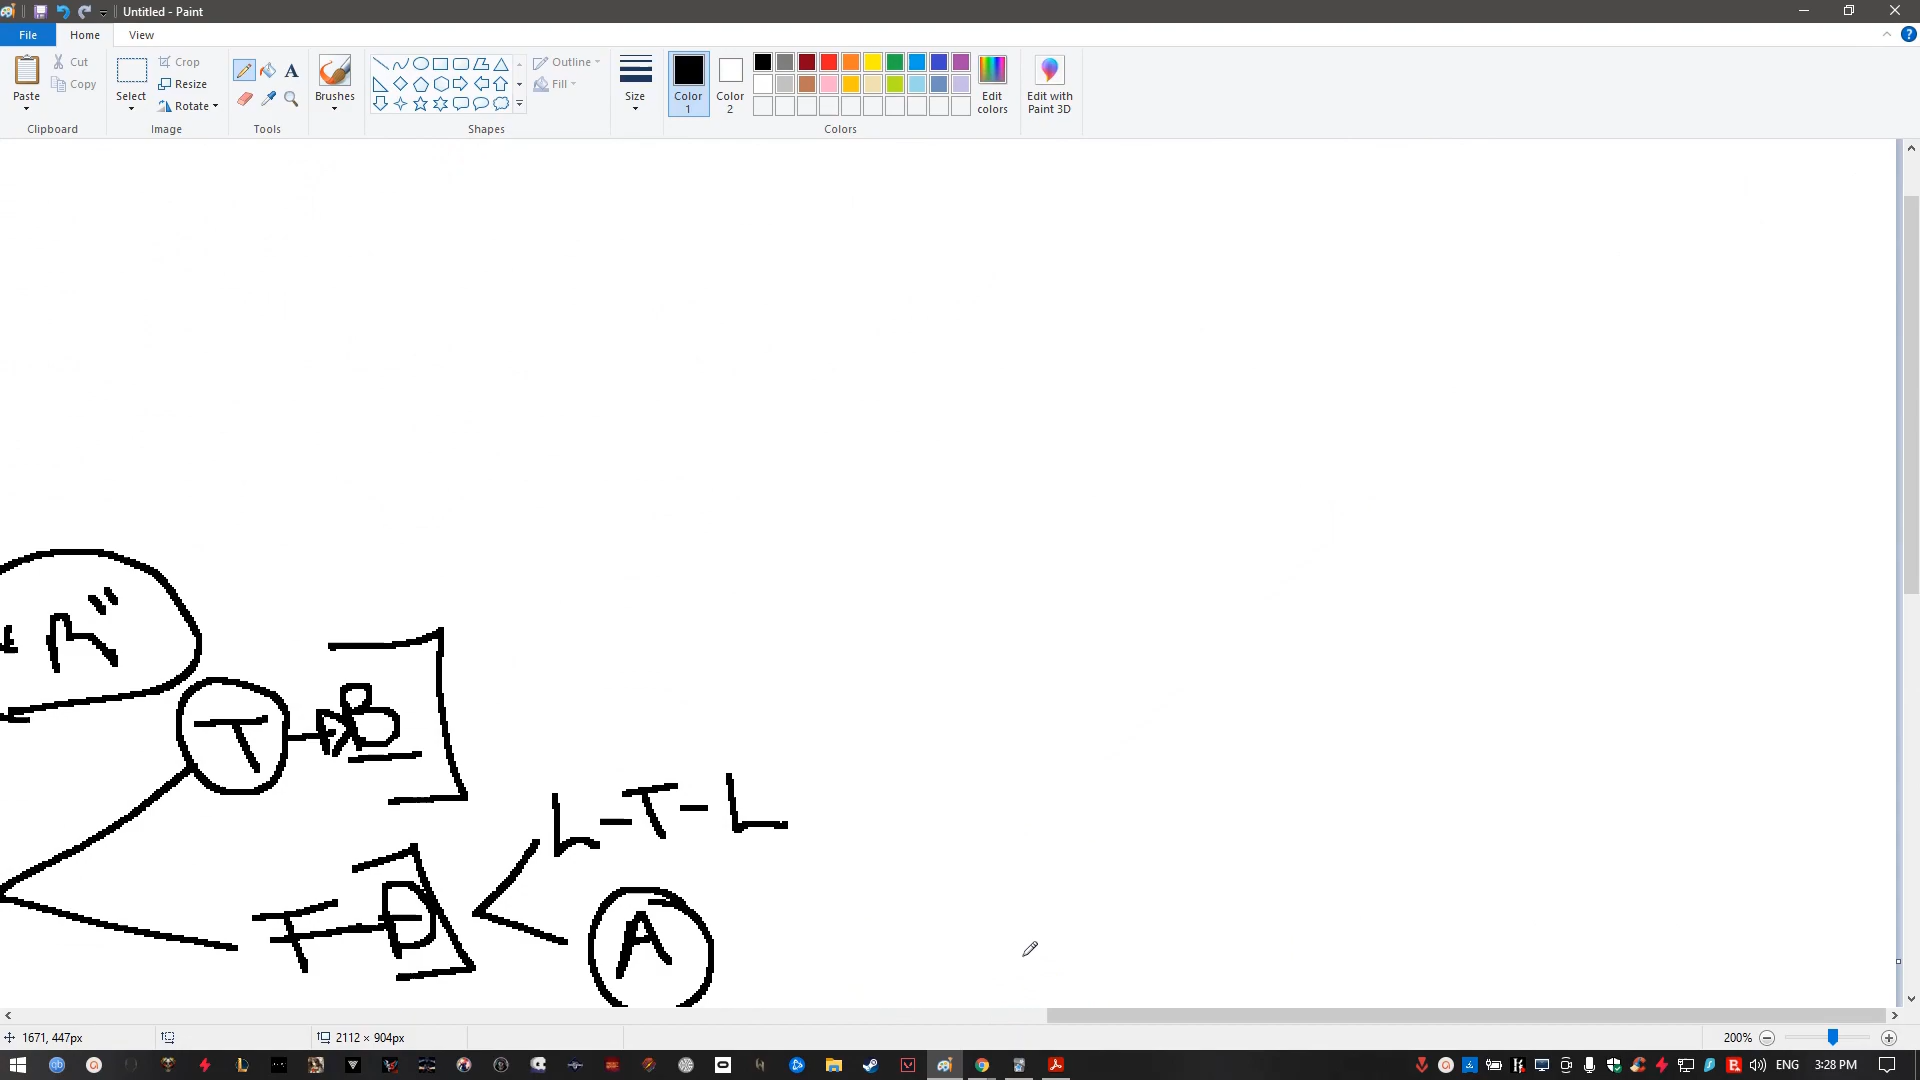 Untitled - Paint
File Home View
Paste
Cut
Copy
Clipboard
Select
Crop
Resize
Rotate
Image
Tools
Brushes
Shapes
Outline
Fill
Size
Color 1
Color 2
Edit colors
Edit with Paint 3D
Colors
R"
T
B
L-T-L
A
1671, 447px
2112 × 904px
200%
ENG
3:28 PM